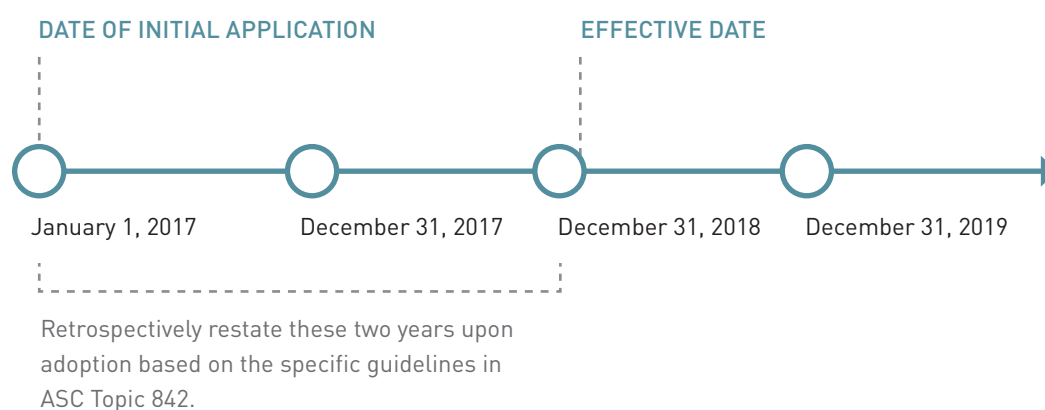 DATE OF INITIAL APPLICATION
EFFECTIVE DATE
January 1, 2017
December 31, 2017
December 31, 2018
December 31, 2019
Retrospectively restate these two years upon
adoption based on the specific guidelines in
ASC Topic 842.